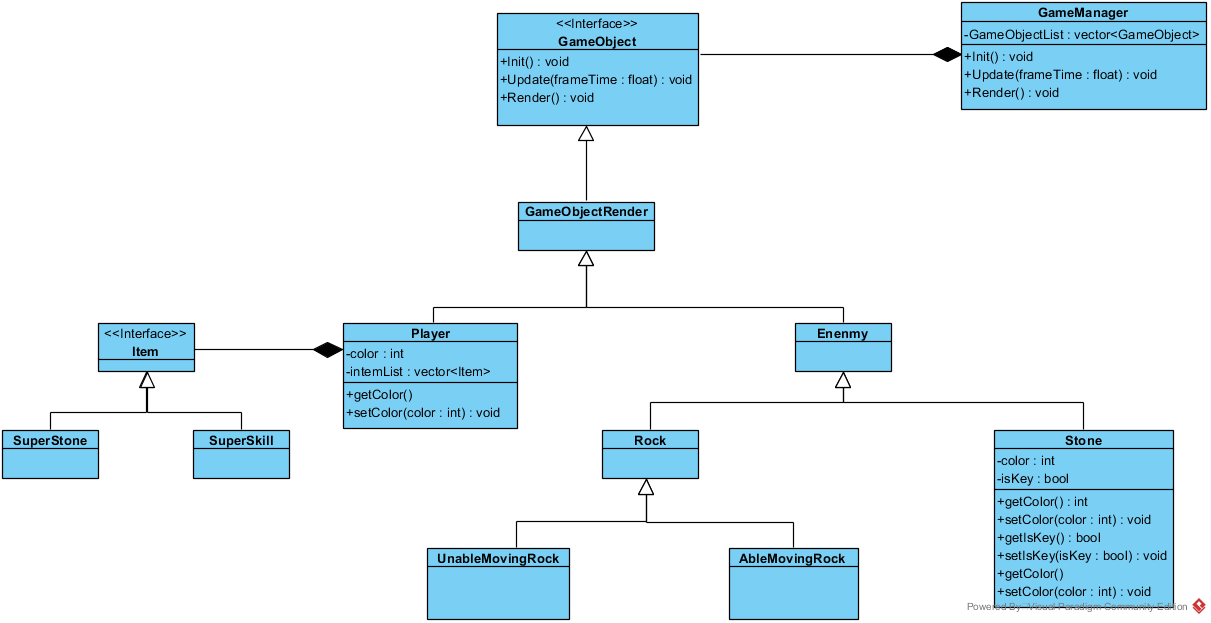 <<Interface>>
GameObject
+Init() : void
+Update(frameTime : float) : void
+Render() : void
GameManager
-GameObjectList : vector<GameObject>
+Init() : void
+Update(frameTime : float) : void
+Render() : void
GameObjectRender
<<Interface>>
Item
Player
-color : int
-intemList : vector<Item>
+getColor()
+setColor(color : int) : void
Enenmy
SuperStone
SuperSkill
Rock
Stone
-color : int
-isKey : bool
+getColor() : int
+setColor(color : int) : void
+getIsKey() : bool
+setIsKey(isKey : bool) : void
+getColor()
+setColor(color : int) : void
UnableMovingRock
AbleMovingRock
Powered By Visual Paradigm Community Edition